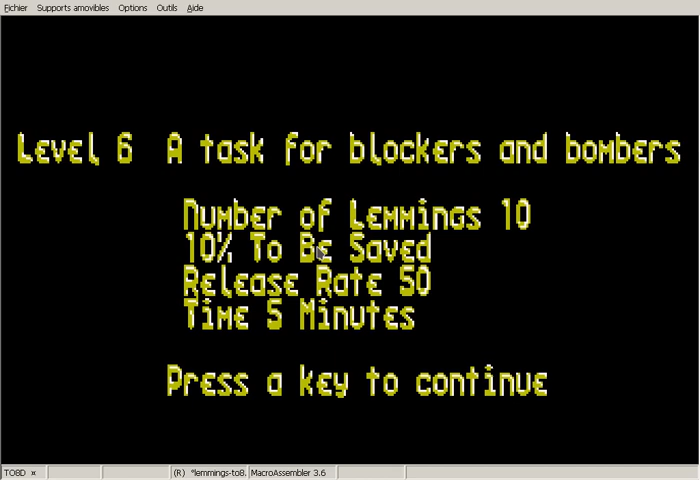 Fichier Supports amovibles Options Outils Aide
Level 6 A task for blockers and bombers
Number of Lemmings 10
10% To Be Saved
Release Rate 50
Time 5 Minutes
Press a key to continue
TO8D × (R) *lemmings-to8. MacroAssembler 3.6